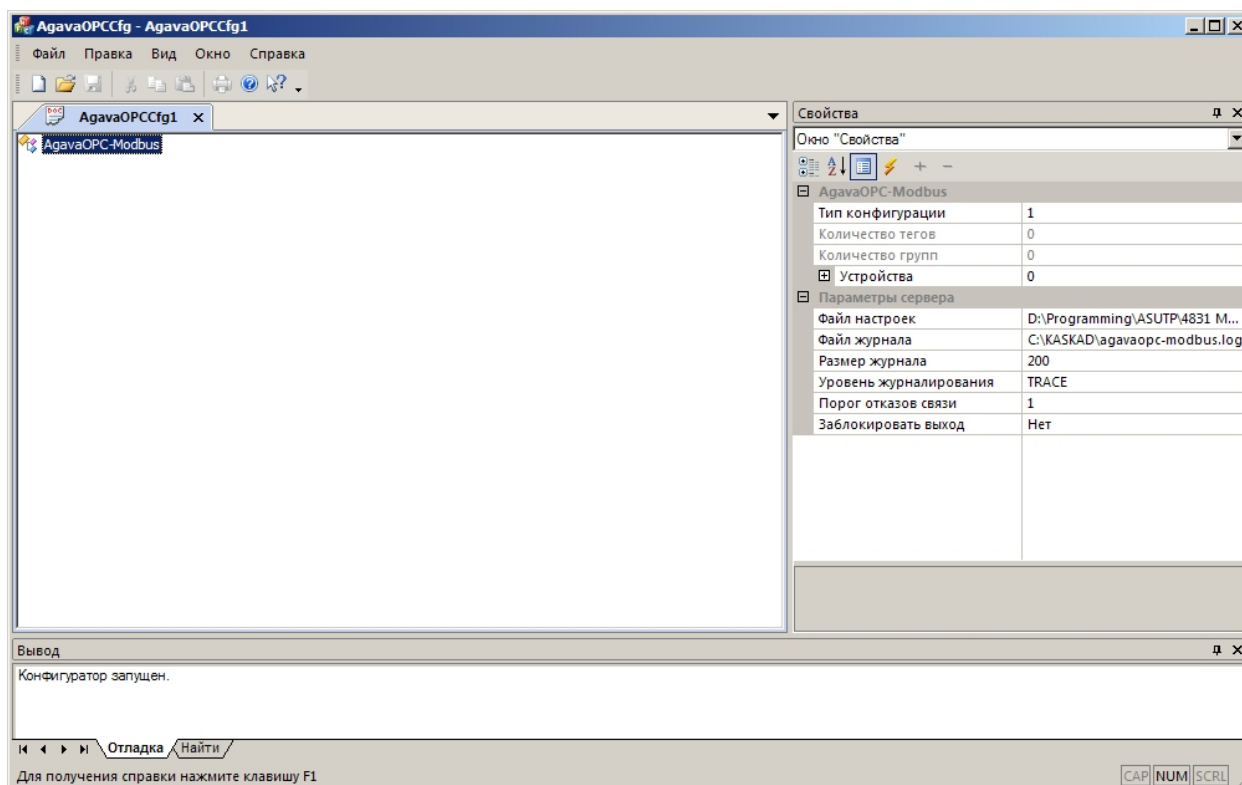 AgavaOPCCfg - AgavaOPCCfg1
Файл Правка Вид Окно Справка
AgavaOPCCfg1
AgavaOPC-Modbus
Свойства
Окно "Свойства"
AgavaOPC-Modbus
Тип конфигурации 1
Количество тегов 0
Количество групп 0
Устройства 0
Параметры сервера
Файл настроек D:\Programming\ASUTP\4831 M...
Файл журнала C:\KASKAD\agavaopc-modbus.log
Размер журнала 200
Уровень журналирования TRACE
Порог отказов связи 1
Заблокировать выход Нет
Вывод
Конфигуратор запущен.
Отладка Найти
Для получения справки нажмите клавишу F1
CAP NUM SCRL